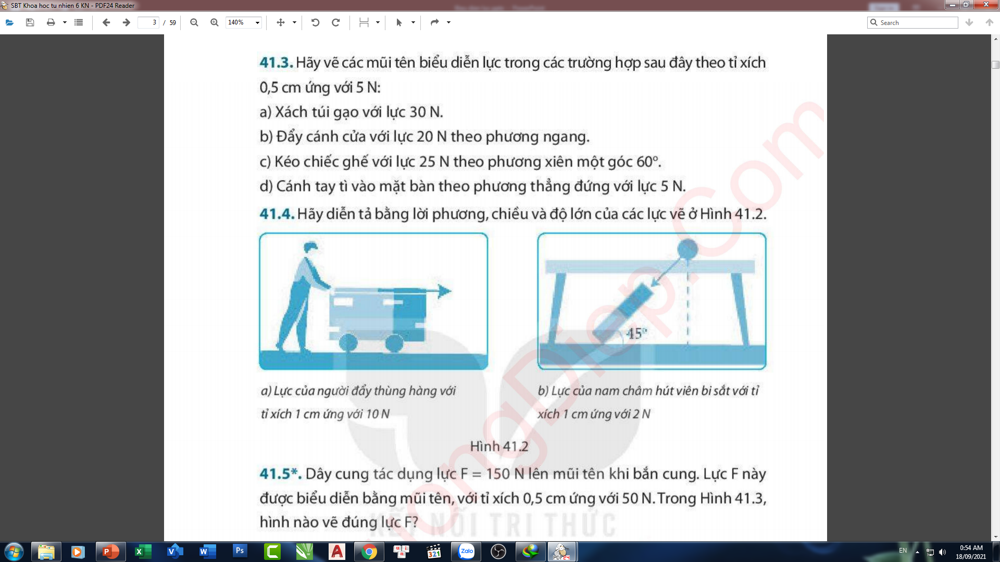 SBT Khoa hoc tu nhien 6 KN - PDF24 Reader
3 / 59
140%
Search
41.3. Hãy vẽ các mũi tên biểu diễn lực trong các trường hợp sau đây theo tỉ xích
0,5 cm ứng với 5 N:
a) Xách túi gạo với lực 30 N.
b) Đẩy cánh cửa với lực 20 N theo phương ngang.
c) Kéo chiếc ghế với lực 25 N theo phương xiên một góc 60º.
d) Cánh tay tì vào mặt bàn theo phương thẳng đứng với lực 5 N.
41.4. Hãy diễn tả bằng lời phương, chiều và độ lớn của các lực vẽ ở Hình 41.2.
45º
a) Lực của người đẩy thùng hàng với
tỉ xích 1 cm ứng với 10 N
b) Lực của nam châm hút viên bi sắt với tỉ
xích 1 cm ứng với 2 N
Hình 41.2
41.5*. Dây cung tác dụng lực F = 150 N lên mũi tên khi bắn cung. Lực F này
được biểu diễn bằng mũi tên, với tỉ xích 0,5 cm ứng với 50 N. Trong Hình 41.3,
hình nào vẽ đúng lực F?
KẾT NỐI TRI THỨC
ongDiep.Com
EN
0:54 AM
18/09/2021